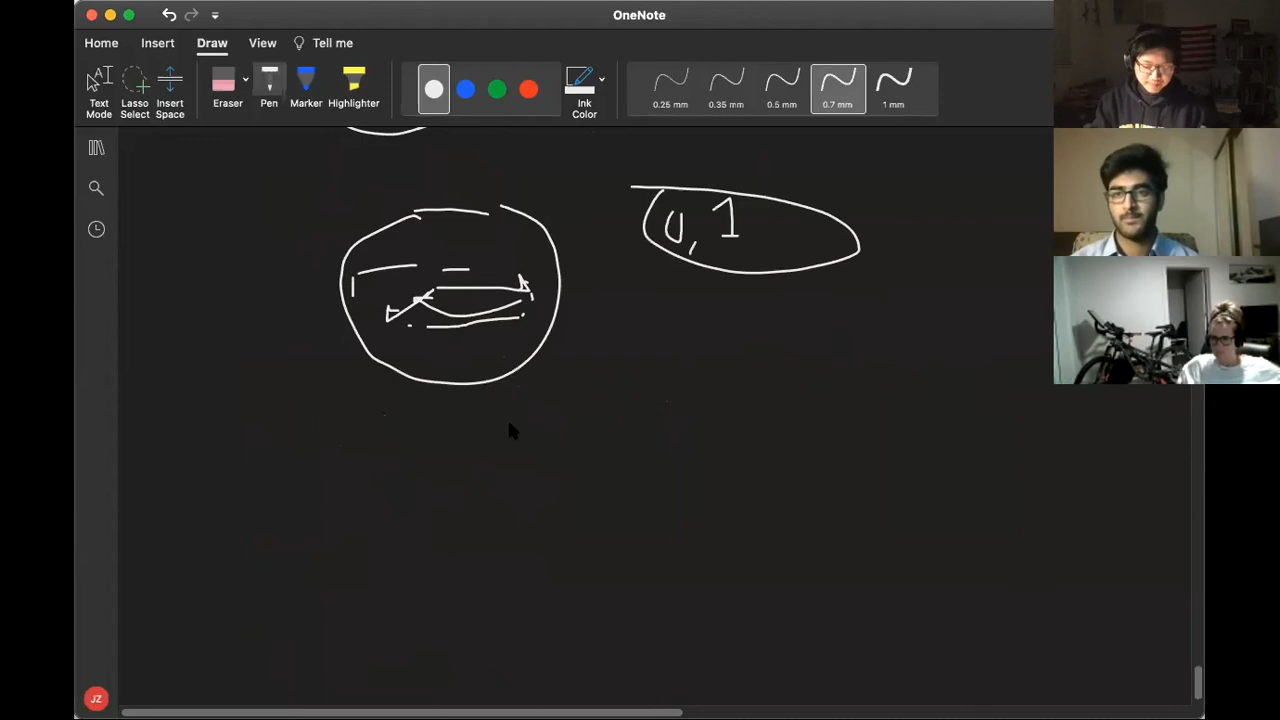 OneNote
Home Insert Draw View Tell me
Text Mode
Lasso Select
Insert Space
Eraser
Pen
Marker
Highlighter
Ink Color
0.25 mm
0.35 mm
0.5 mm
0.7 mm
1 mm
0, 1
JZ